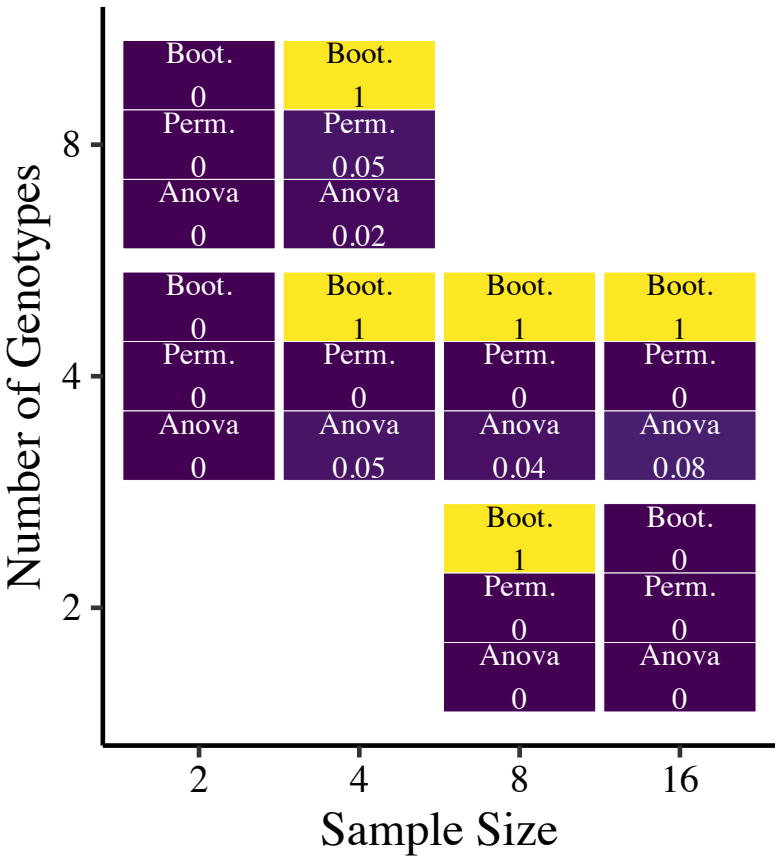 Number of Genotypes
8
Boot. Boot.
0 1
Perm. Perm.
0 0.05
Anova Anova
0 0.02
4
Boot. Boot. Boot. Boot.
0 1 1 1
Perm. Perm. Perm. Perm.
0 0 0 0
Anova Anova Anova Anova
0 0.05 0.04 0.08
2
Boot. Boot.
1 0
Perm. Perm.
0 0
Anova Anova
0 0
2 4 8 16
Sample Size